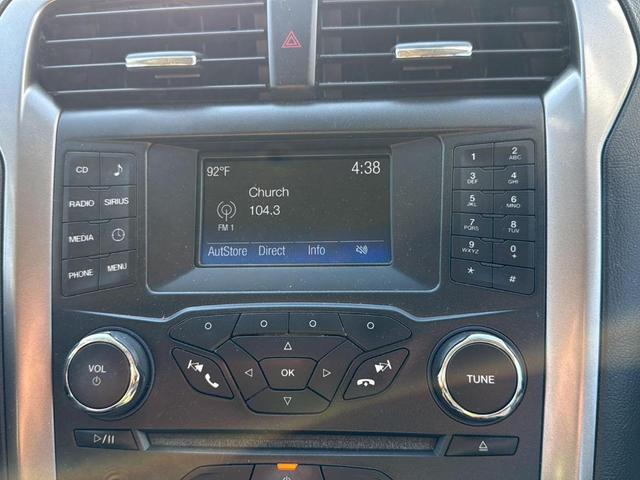 92°F 4:38
Church
104.3
FM 1
AutStore Direct Info
CD
RADIO SIRIUS
MEDIA
PHONE MENU
1 2 ABC
3 DEF 4 GHI
5 JKL 6 MNO
7 PQRS 8 TUV
9 WXYZ 0 +
* #
VOL
OK
TUNE